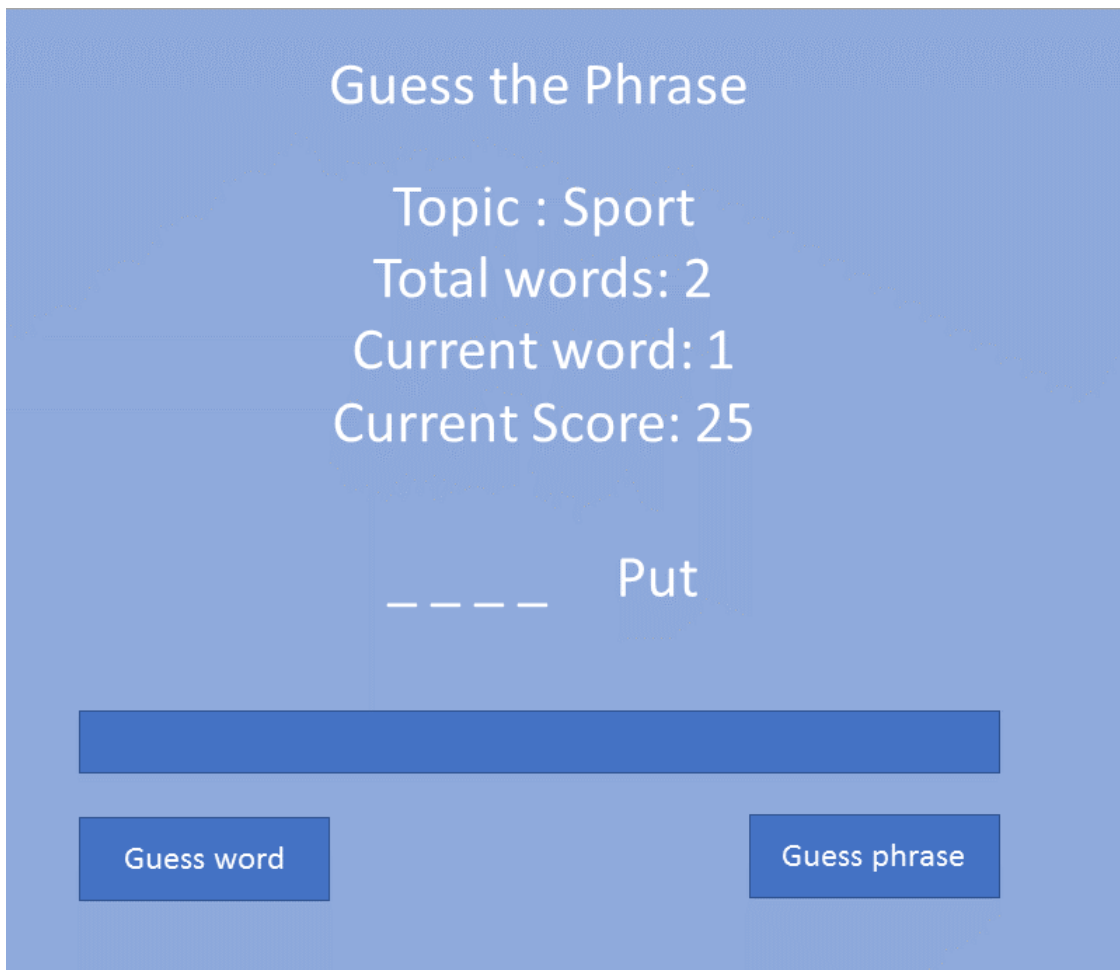 Guess the Phrase
Topic : Sport
Total words: 2
Current word: 1
Current Score: 25
_ _ _ _ Put
Guess word
Guess phrase